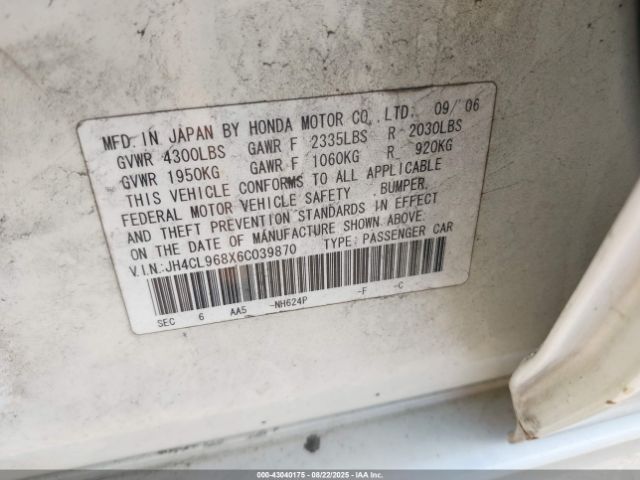 MFD. IN JAPAN BY HONDA MOTOR CO., LTD. 09/'06
GVWR 4300LBS GAWR F 2335LBS R 2030LBS
GVWR 1950KG GAWR F 1060KG R 920KG
THIS VEHICLE CONFORMS TO ALL APPLICABLE
FEDERAL MOTOR VEHICLE SAFETY, BUMPER,
AND THEFT PREVENTION STANDARDS IN EFFECT
ON THE DATE OF MANUFACTURE SHOWN ABOVE.
V.I.N.:JH4CL968X6C039870 TYPE: PASSENGER CAR
SEC 6 AA5 -NH624P -F -C
000-43040175 - 08/22/2025 - IAA Inc.